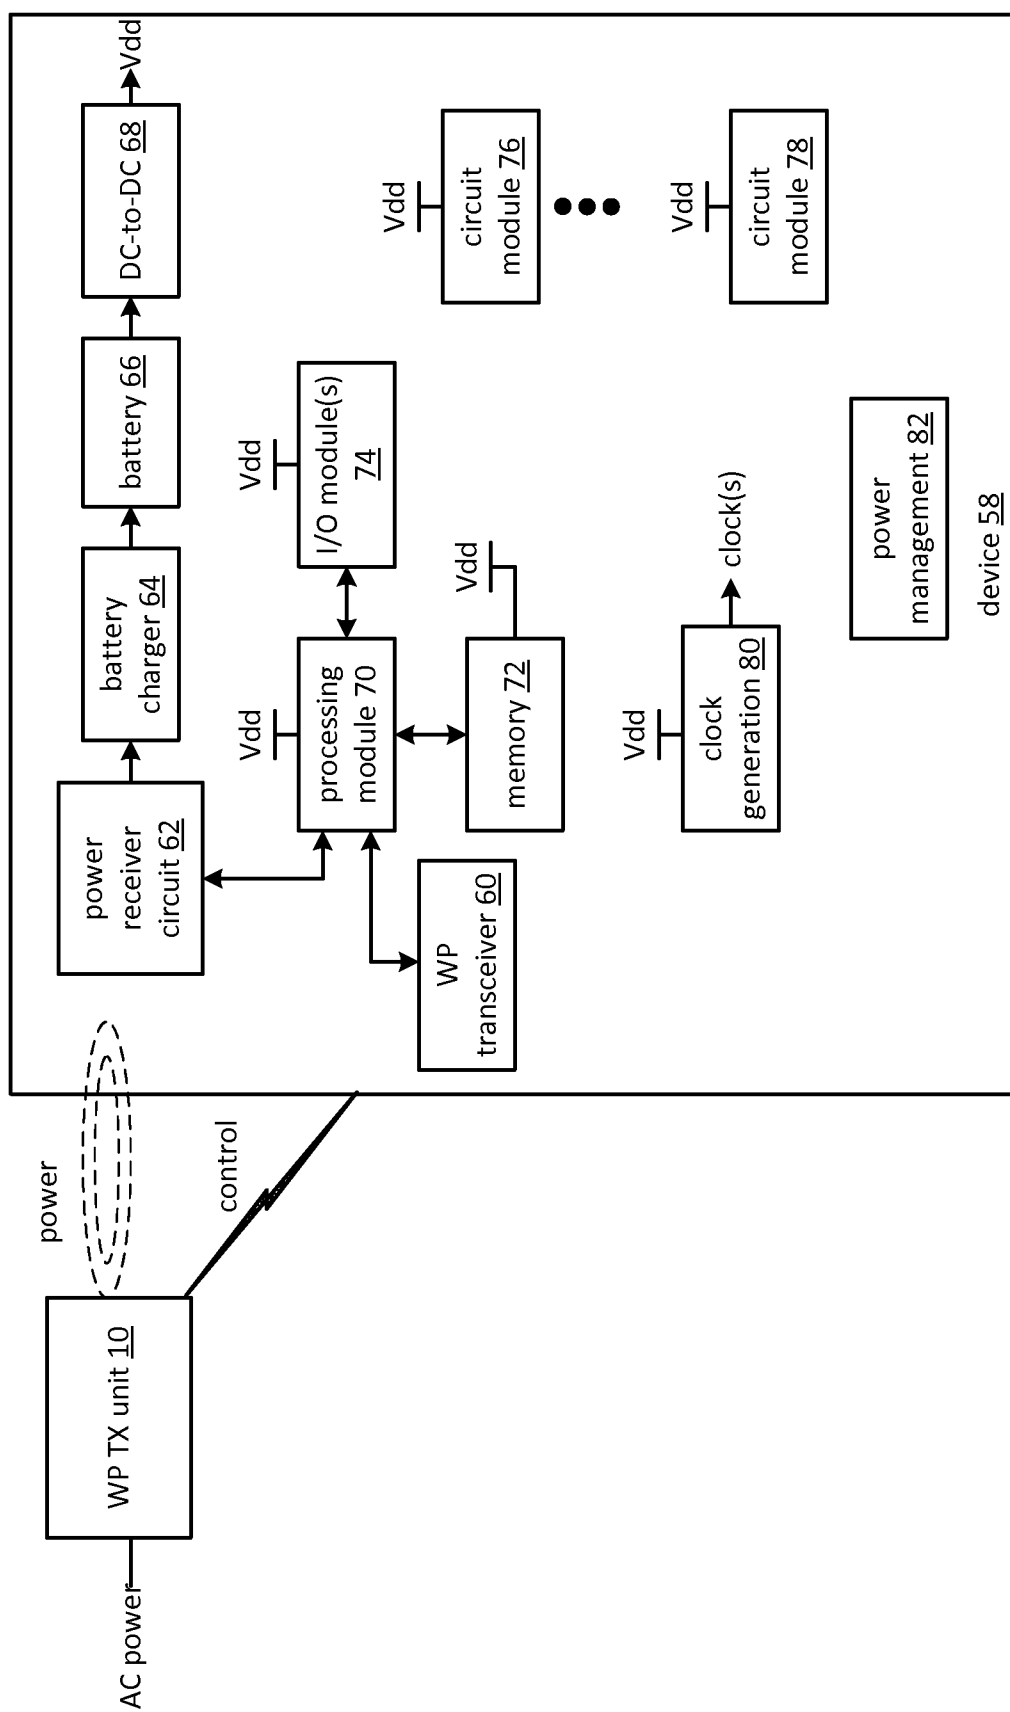 AC power
WP TX unit 10
power
control
power
receiver
circuit 62
battery
charger 64
battery 66
DC-to-DC 68
Vdd
Vdd
processing
module 70
Vdd
I/O module(s)
74
WP
transceiver 60
memory 72
Vdd
Vdd
circuit
module 76
Vdd
clock
generation 80
clock(s)
Vdd
circuit
module 78
power
management 82
device 58